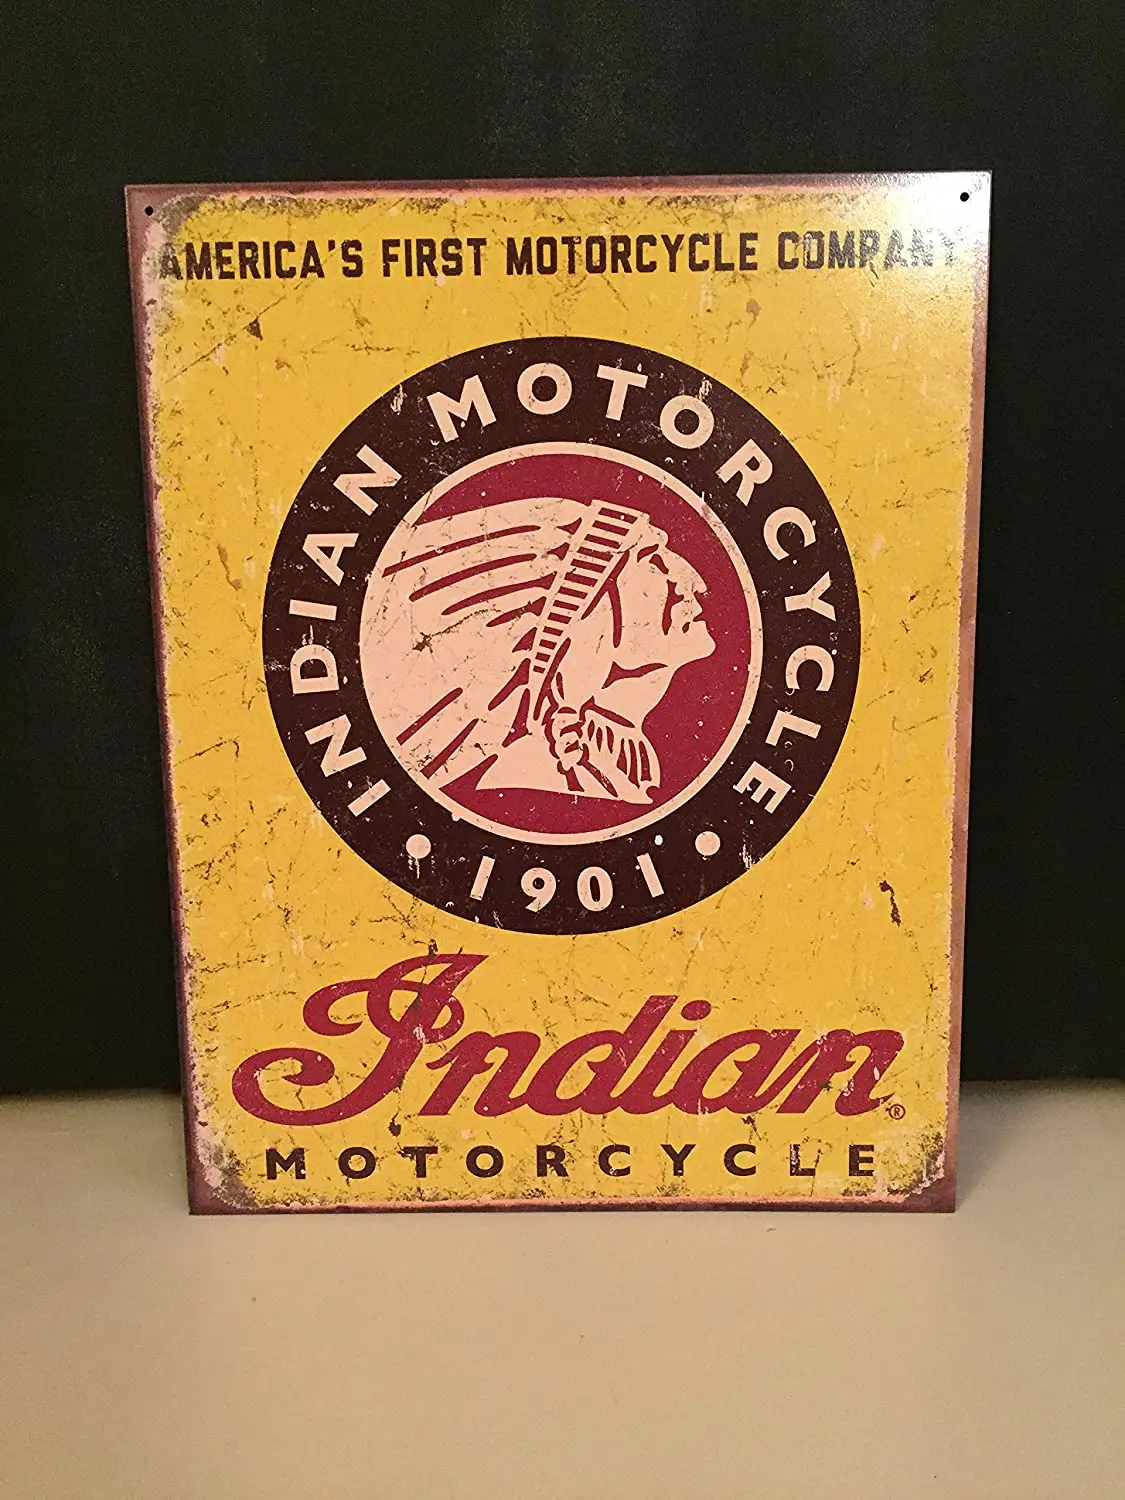 AMERICA'S FIRST MOTORCYCLE COMPANY
INDIAN MOTORCYCLE
• 1901 •
Indian®
MOTORCYCLE